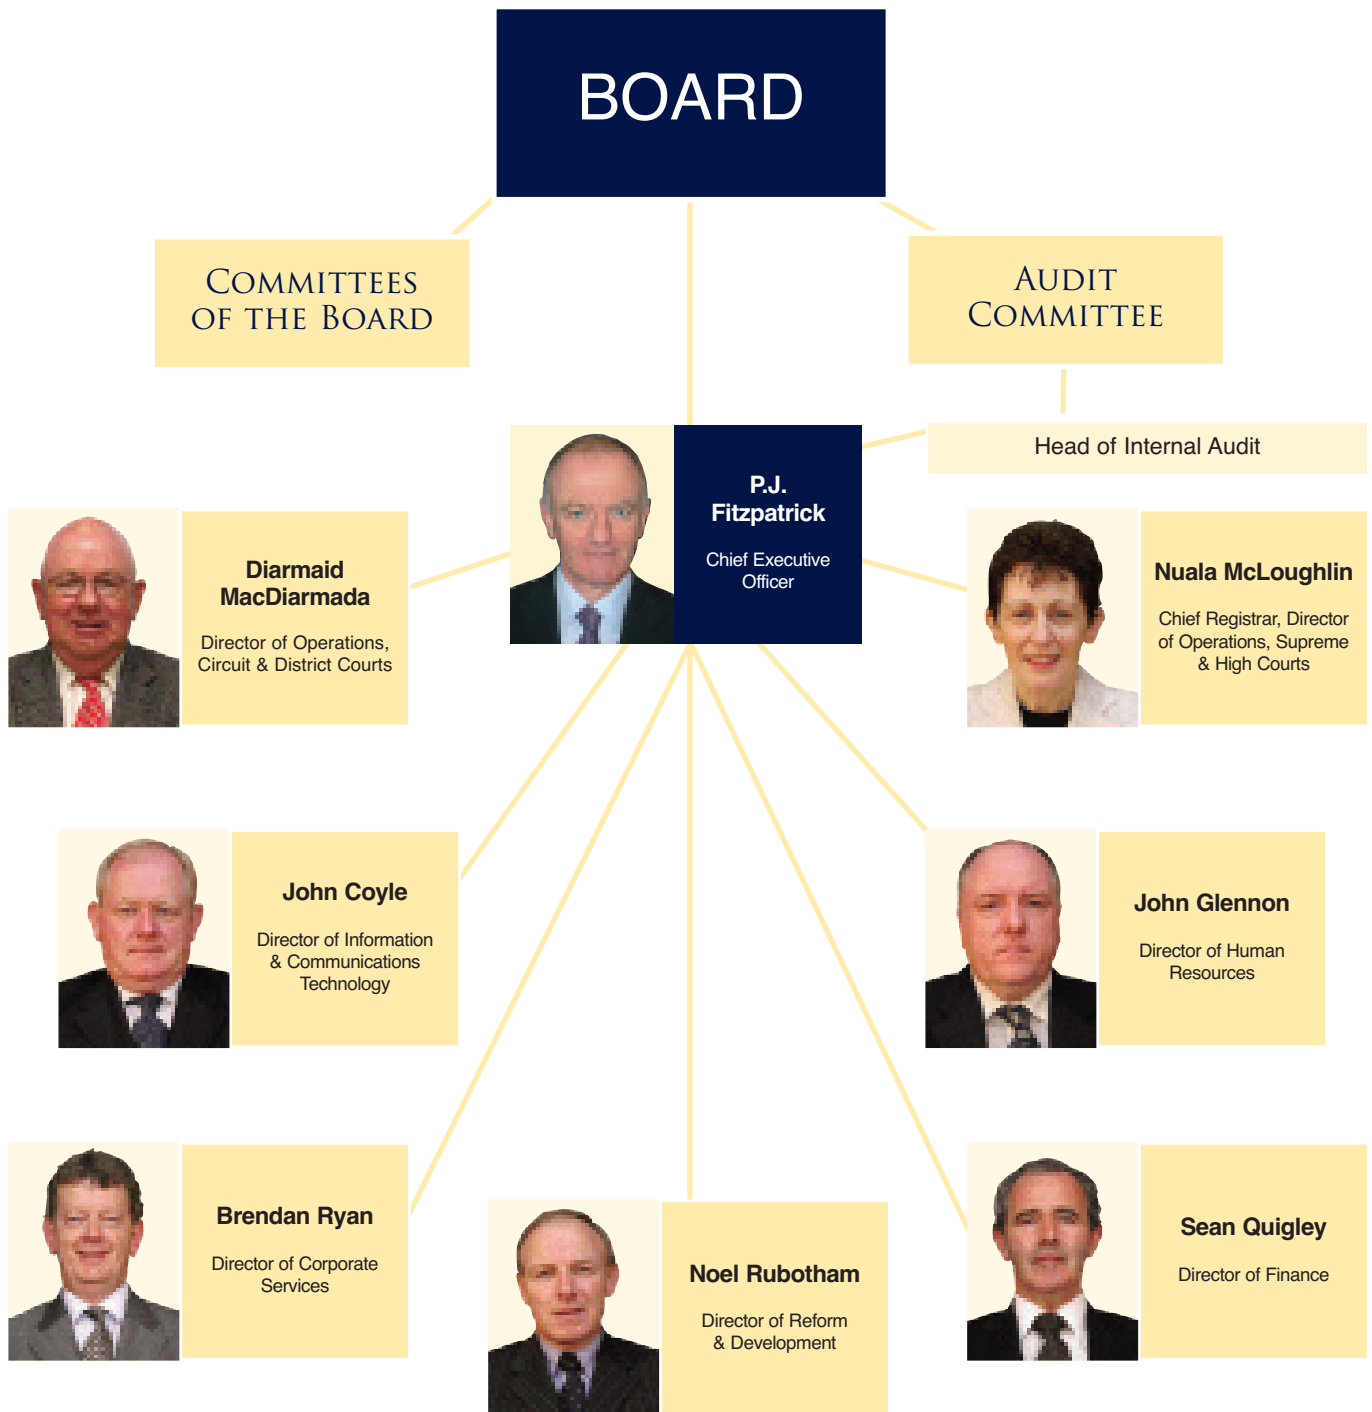 BOARD
COMMITTEES
OF THE BOARD
AUDIT
COMMITTEE
Head of Internal Audit
P.J.
Fitzpatrick
Chief Executive
Officer
Diarmaid
MacDiarmada
Director of Operations,
Circuit & District Courts
Nuala McLoughlin
Chief Registrar, Director
of Operations, Supreme
& High Courts
John Coyle
Director of Information
& Communications
Technology
John Glennon
Director of Human
Resources
Brendan Ryan
Director of Corporate
Services
Noel Rubotham
Director of Reform
& Development
Sean Quigley
Director of Finance